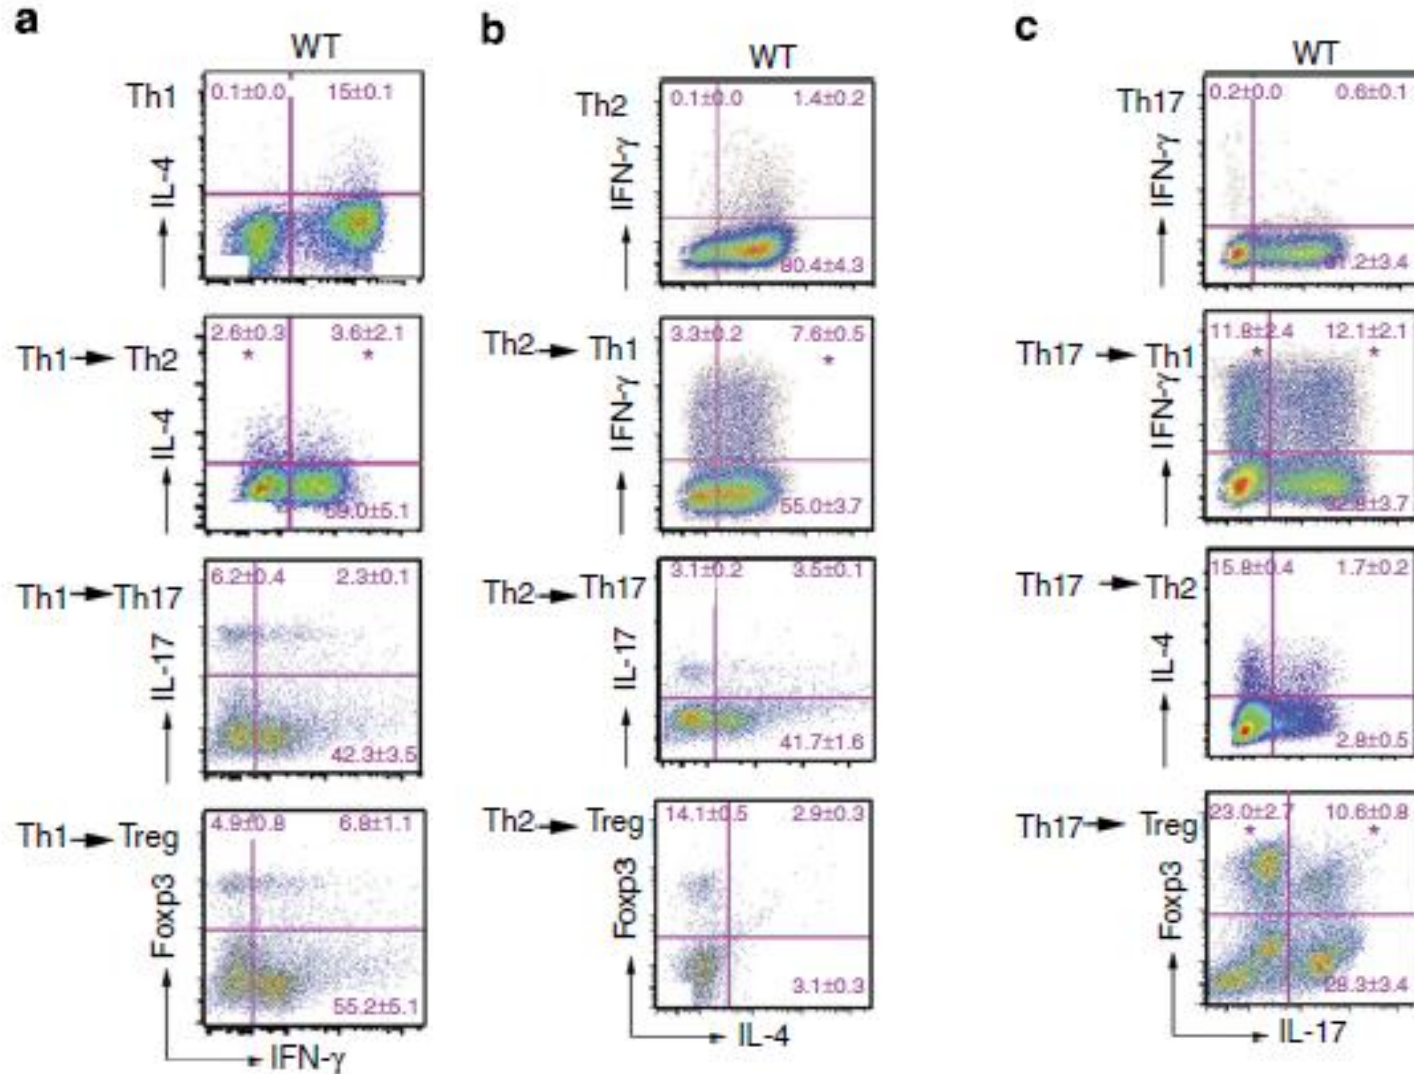 a
WT
Th1
IL-4
0.1±0.0 15±0.1
Th1 Th2
IL-4
2.6±0.3 3.6±2.1
* *
59.0±5.1
Th1 Th17
IL-17
6.2±0.4 2.3±0.1
42.3±3.5
Th1 Treg
Foxp3
4.9±0.8 6.8±1.1
55.2±5.1
IFN-γ
b
WT
Th2
IFN-γ
0.1±0.0 1.4±0.2
80.4±4.3
Th2 Th1
IFN-γ
3.3±0.2 7.6±0.5
*
55.0±3.7
Th2 Th17
IL-17
3.1±0.2 3.5±0.1
41.7±1.6
Th2 Treg
Foxp3
14.1±0.5 2.9±0.3
3.1±0.3
IL-4
c
WT
Th17
IFN-γ
0.2±0.0 0.6±0.1
Th17 Th1
IFN-γ
11.8±2.4 12.1±2.1
* *
Th17 Th2
IL-4
15.8±0.4 1.7±0.2
2.8±0.5
Th17 Treg
Foxp3
23.0±2.7 10.6±0.8
* *
28.3±3.4
IL-17